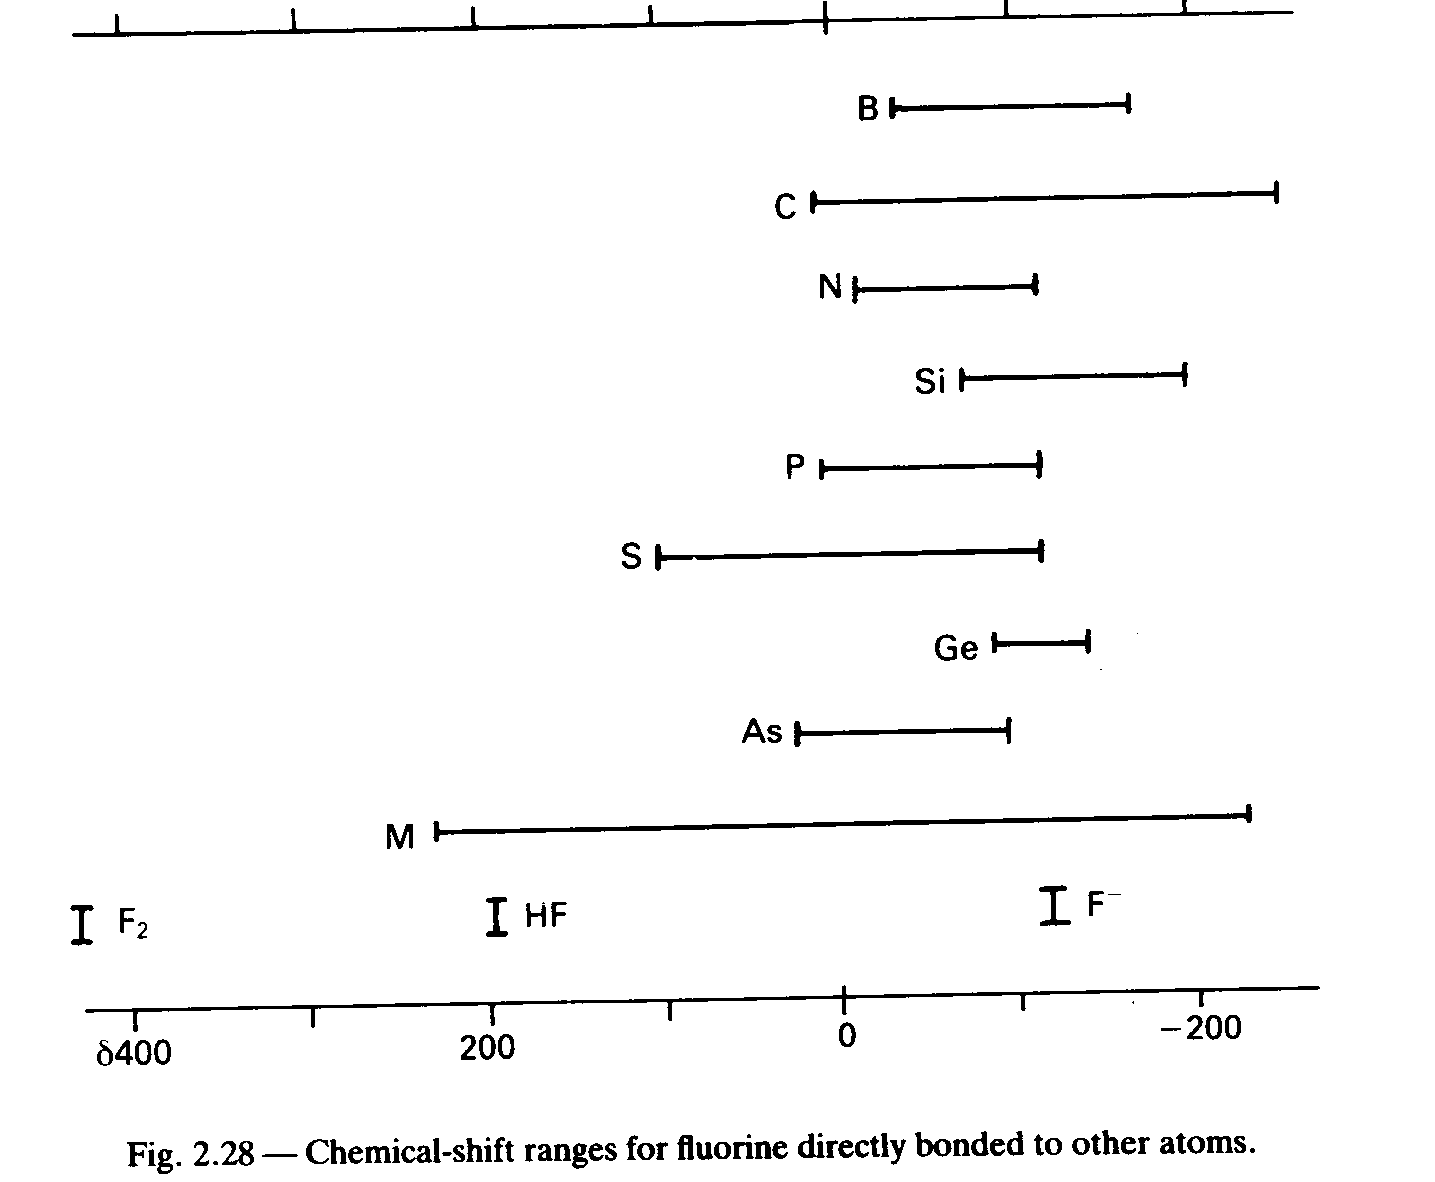 B
C
N
Si
P
S
Ge
As
M
F₂ HF F⁻
δ400 200 0 −200
Fig. 2.28 — Chemical-shift ranges for fluorine directly bonded to other atoms.